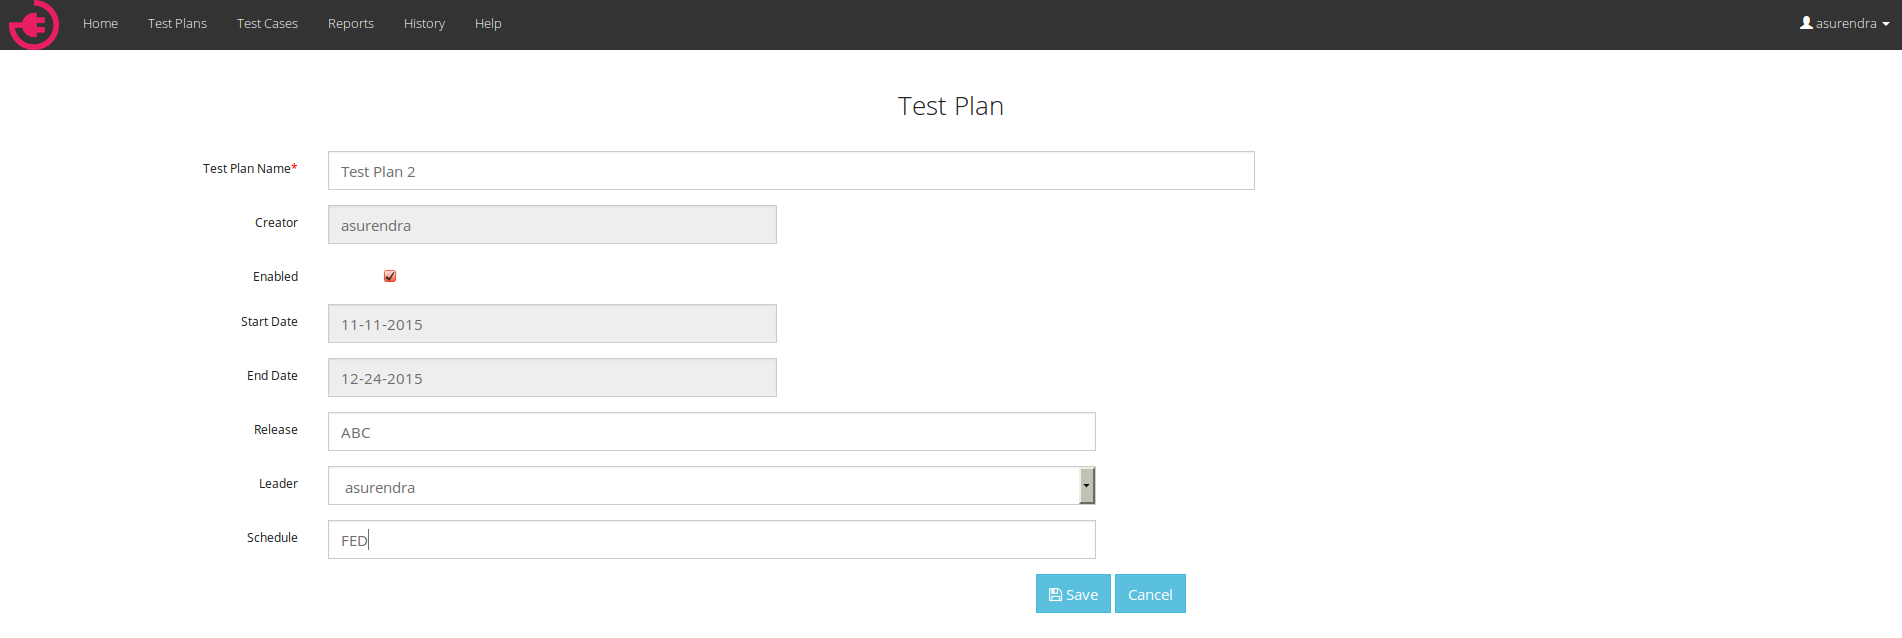 Home Test Plans Test Cases Reports History Help asurendra
Test Plan
Test Plan Name* Test Plan 2
Creator asurendra
Enabled
Start Date 11-11-2015
End Date 12-24-2015
Release ABC
Leader asurendra
Schedule FED
Save Cancel